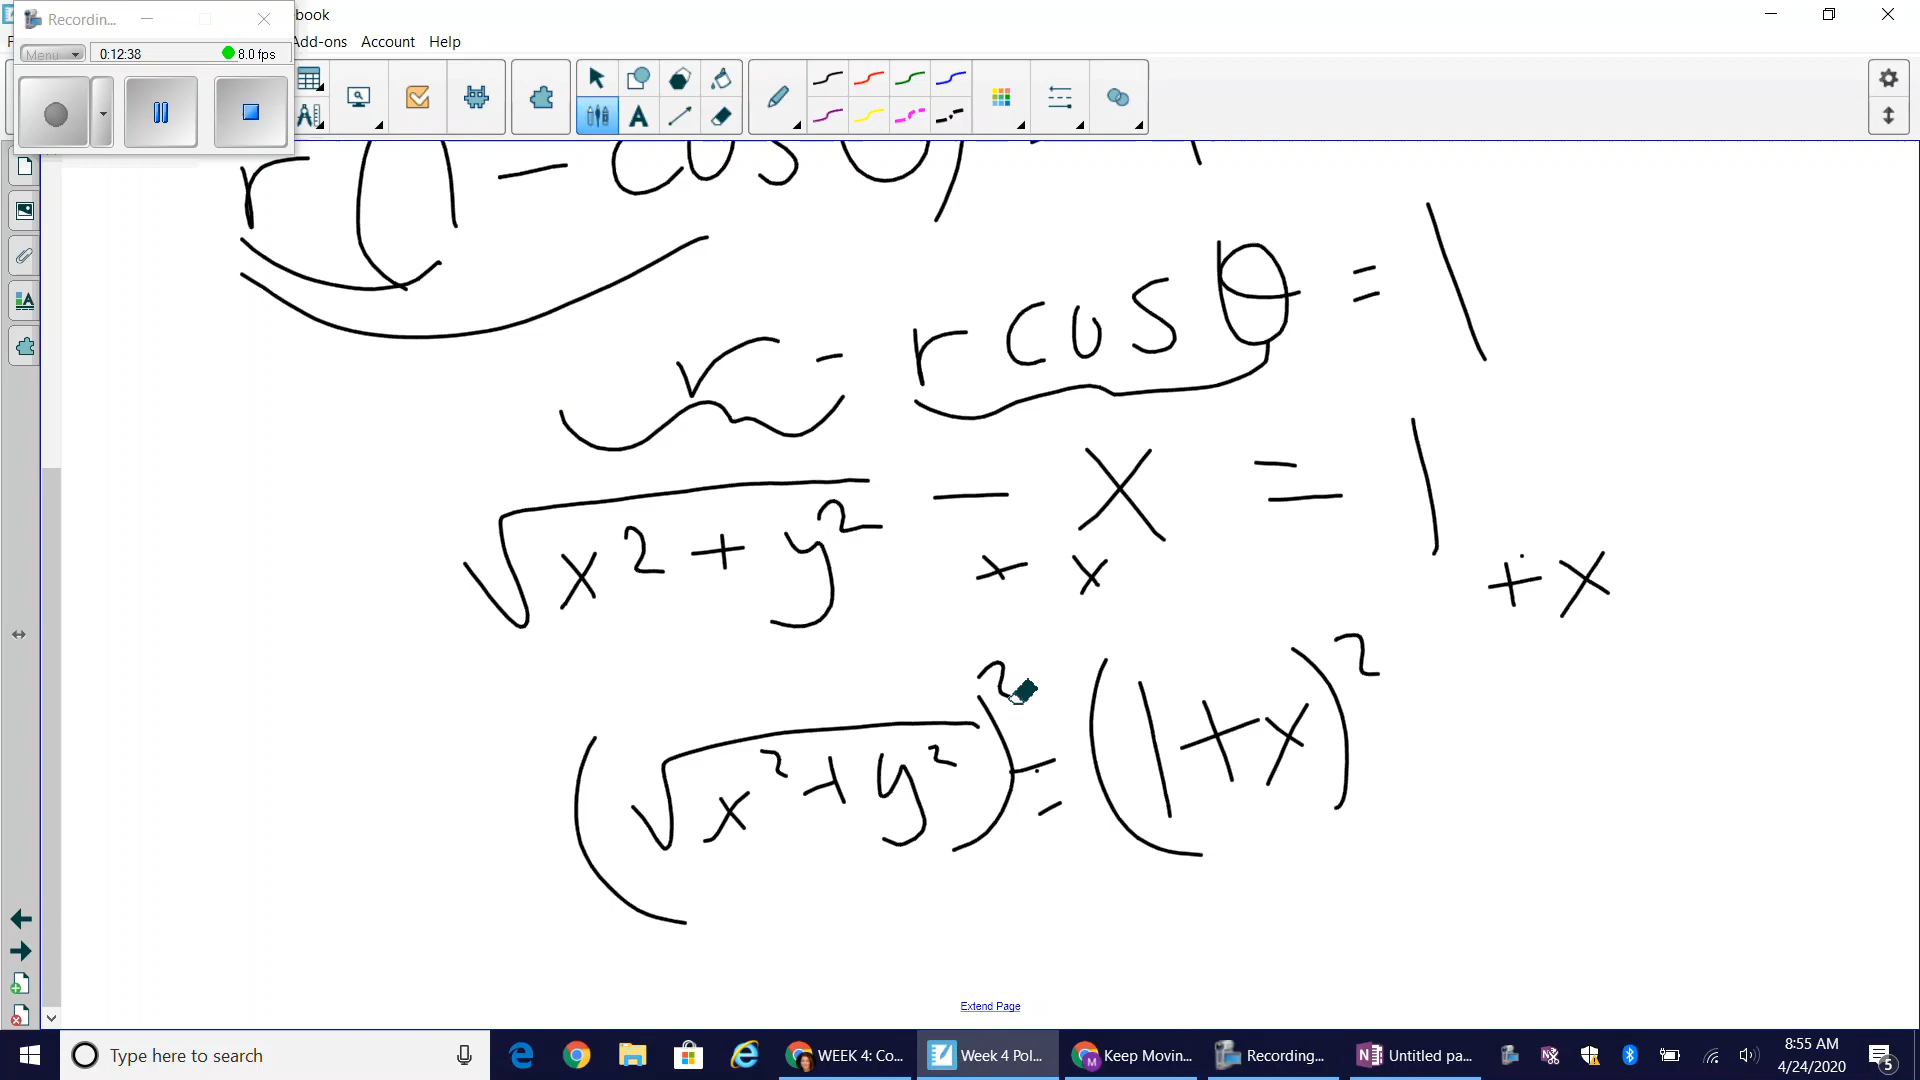 Recordin...
book
Menu
0:12:38
8.0 fps
Add-ons Account Help
r(1 - cos θ) = 1
r - r cos θ = 1
√x² + y² - x = 1
+ x + x
(√x² + y²)² = (1 + x)²
Extend Page
Type here to search
WEEK 4: Co...
Week 4 Pol...
Keep Movin...
Recording...
Untitled pa...
8:55 AM
4/24/2020
5